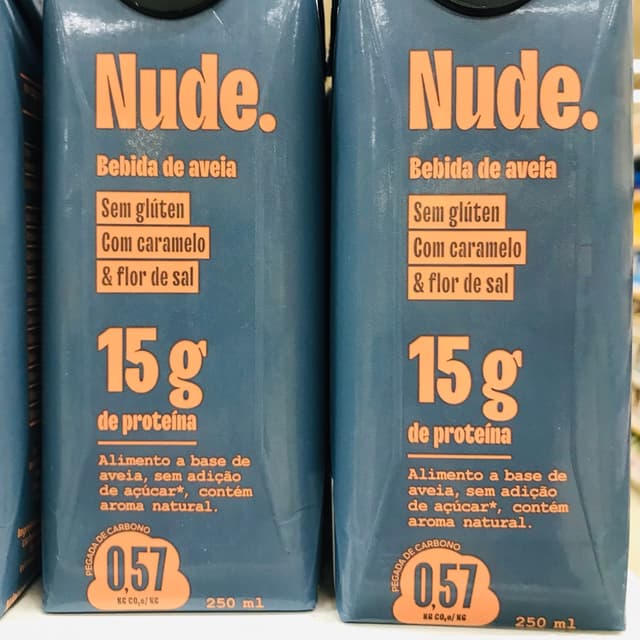 Nude.
Bebida de aveia
Sem glúten
Com caramelo
& flor de sal
15 g
de proteína
Alimento a base de
aveia, sem adição
de açúcar*, contém
aroma natural.
PEGADA DE CARBONO
0,57
KG CO₂e/KG
250 ml
Nude.
Bebida de aveia
Sem glúten
Com caramelo
& flor de sal
15 g
de proteína
Alimento a base de
aveia, sem adição
de açúcar*, contém
aroma natural.
PEGADA DE CARBONO
0,57
KG CO₂e/KG
250 ml